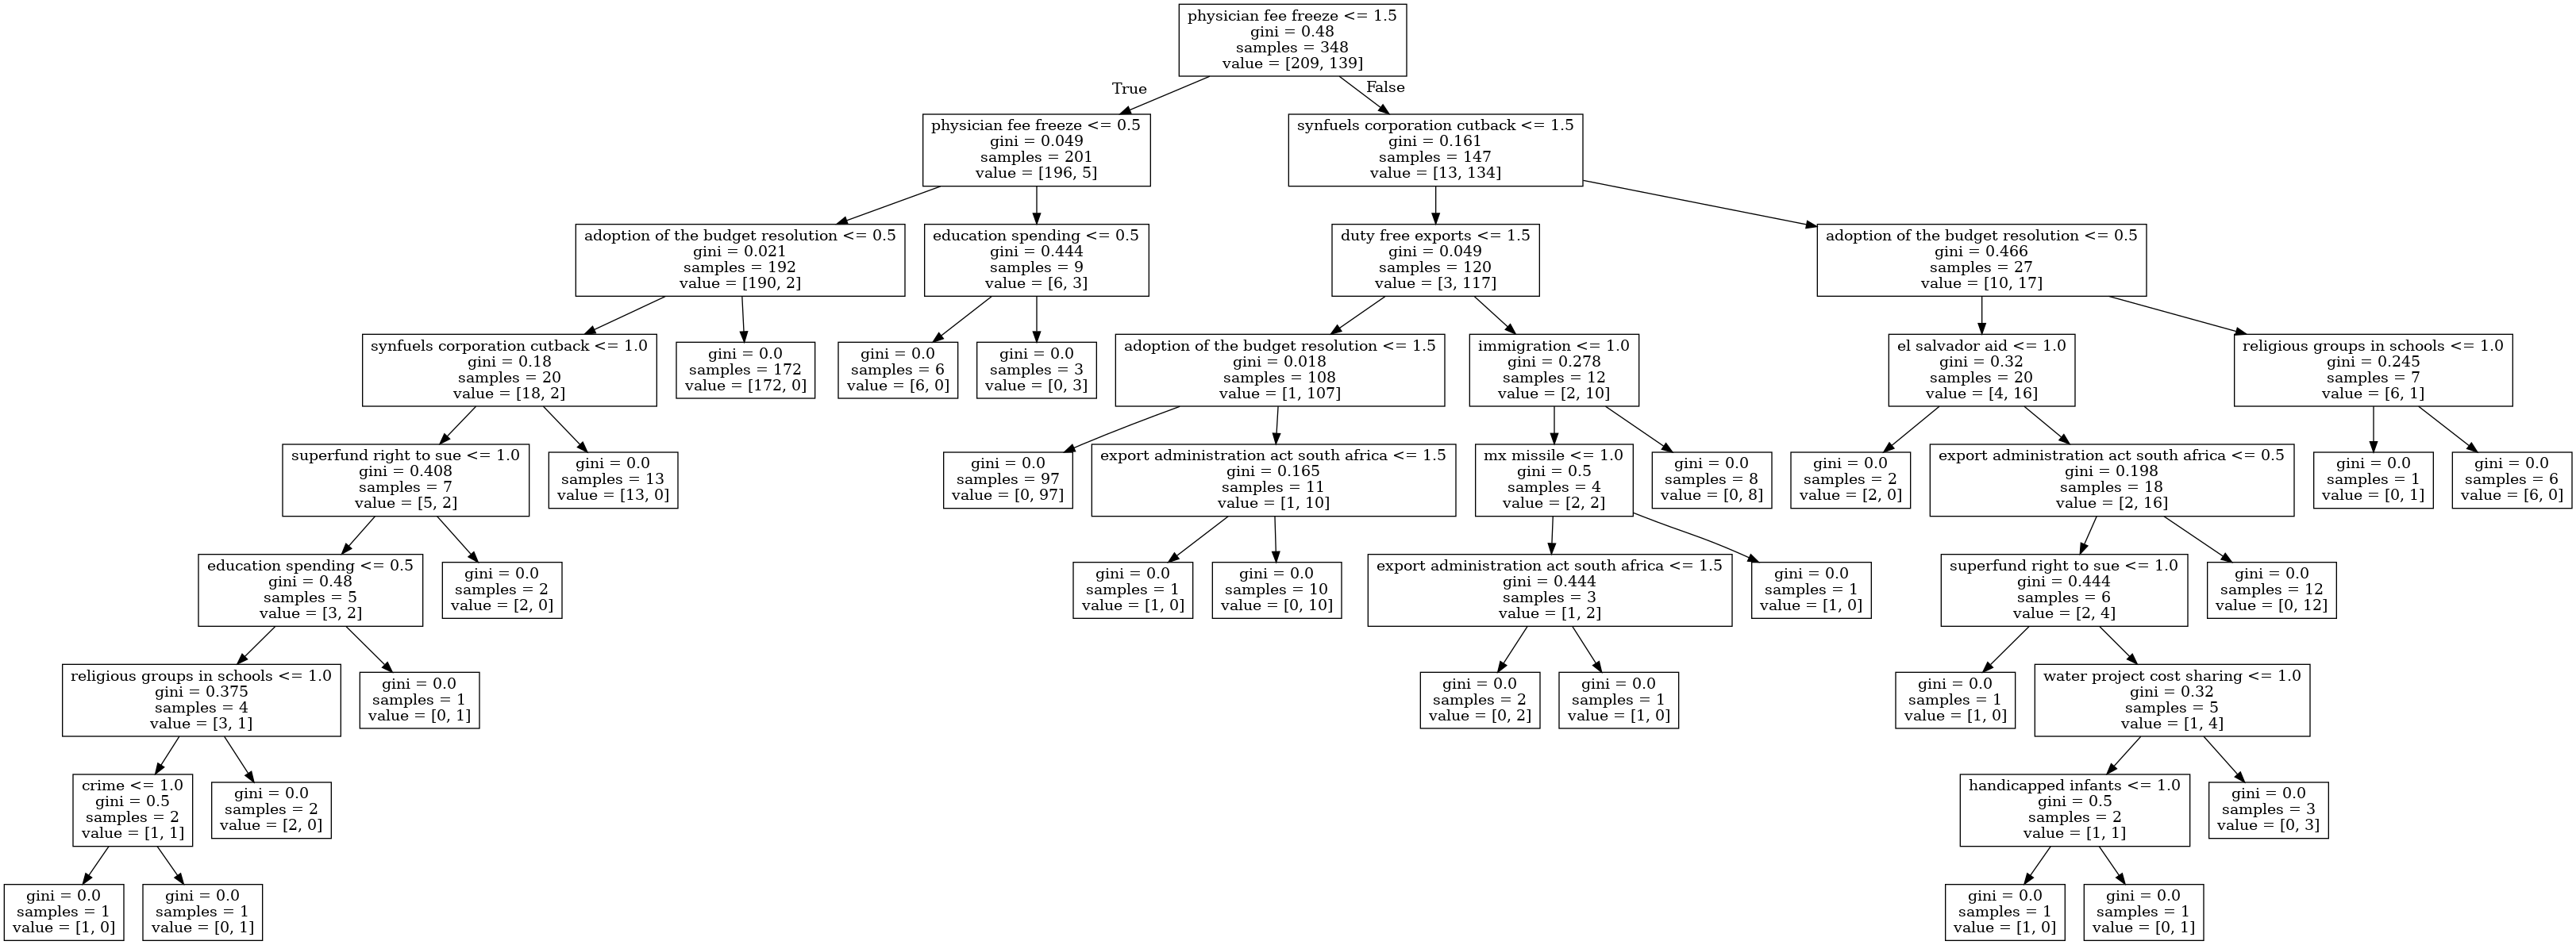 physician fee freeze <= 1.5
gini = 0.48
samples = 348
value = [209, 139]
True
False
physician fee freeze <= 0.5
gini = 0.049
samples = 201
value = [196, 5]
synfuels corporation cutback <= 1.5
gini = 0.161
samples = 147
value = [13, 134]
adoption of the budget resolution <= 0.5
gini = 0.021
samples = 192
value = [190, 2]
education spending <= 0.5
gini = 0.444
samples = 9
value = [6, 3]
duty free exports <= 1.5
gini = 0.049
samples = 120
value = [3, 117]
adoption of the budget resolution <= 0.5
gini = 0.466
samples = 27
value = [10, 17]
synfuels corporation cutback <= 1.0
gini = 0.18
samples = 20
value = [18, 2]
gini = 0.0
samples = 172
value = [172, 0]
gini = 0.0
samples = 6
value = [6, 0]
gini = 0.0
samples = 3
value = [0, 3]
adoption of the budget resolution <= 1.5
gini = 0.018
samples = 108
value = [1, 107]
immigration <= 1.0
gini = 0.278
samples = 12
value = [2, 10]
el salvador aid <= 1.0
gini = 0.32
samples = 20
value = [4, 16]
religious groups in schools <= 1.0
gini = 0.245
samples = 7
value = [6, 1]
superfund right to sue <= 1.0
gini = 0.408
samples = 7
value = [5, 2]
gini = 0.0
samples = 13
value = [13, 0]
gini = 0.0
samples = 97
value = [0, 97]
export administration act south africa <= 1.5
gini = 0.165
samples = 11
value = [1, 10]
mx missile <= 1.0
gini = 0.5
samples = 4
value = [2, 2]
gini = 0.0
samples = 8
value = [0, 8]
gini = 0.0
samples = 2
value = [2, 0]
export administration act south africa <= 0.5
gini = 0.198
samples = 18
value = [2, 16]
gini = 0.0
samples = 1
value = [0, 1]
gini = 0.0
samples = 6
value = [6, 0]
education spending <= 0.5
gini = 0.48
samples = 5
value = [3, 2]
gini = 0.0
samples = 2
value = [2, 0]
gini = 0.0
samples = 1
value = [1, 0]
gini = 0.0
samples = 10
value = [0, 10]
export administration act south africa <= 1.5
gini = 0.444
samples = 3
value = [1, 2]
gini = 0.0
samples = 1
value = [1, 0]
superfund right to sue <= 1.0
gini = 0.444
samples = 6
value = [2, 4]
gini = 0.0
samples = 12
value = [0, 12]
religious groups in schools <= 1.0
gini = 0.375
samples = 4
value = [3, 1]
gini = 0.0
samples = 1
value = [0, 1]
gini = 0.0
samples = 2
value = [0, 2]
gini = 0.0
samples = 1
value = [1, 0]
gini = 0.0
samples = 1
value = [1, 0]
water project cost sharing <= 1.0
gini = 0.32
samples = 5
value = [1, 4]
crime <= 1.0
gini = 0.5
samples = 2
value = [1, 1]
gini = 0.0
samples = 2
value = [2, 0]
handicapped infants <= 1.0
gini = 0.5
samples = 2
value = [1, 1]
gini = 0.0
samples = 3
value = [0, 3]
gini = 0.0
samples = 1
value = [1, 0]
gini = 0.0
samples = 1
value = [0, 1]
gini = 0.0
samples = 1
value = [1, 0]
gini = 0.0
samples = 1
value = [0, 1]